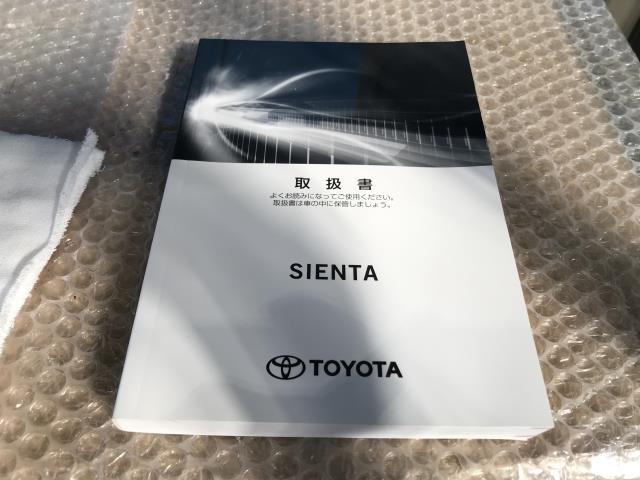 取扱書
よくお読みになってご使用ください。
取扱書は車の中に保管しましょう。
SIENTA
TOYOTA